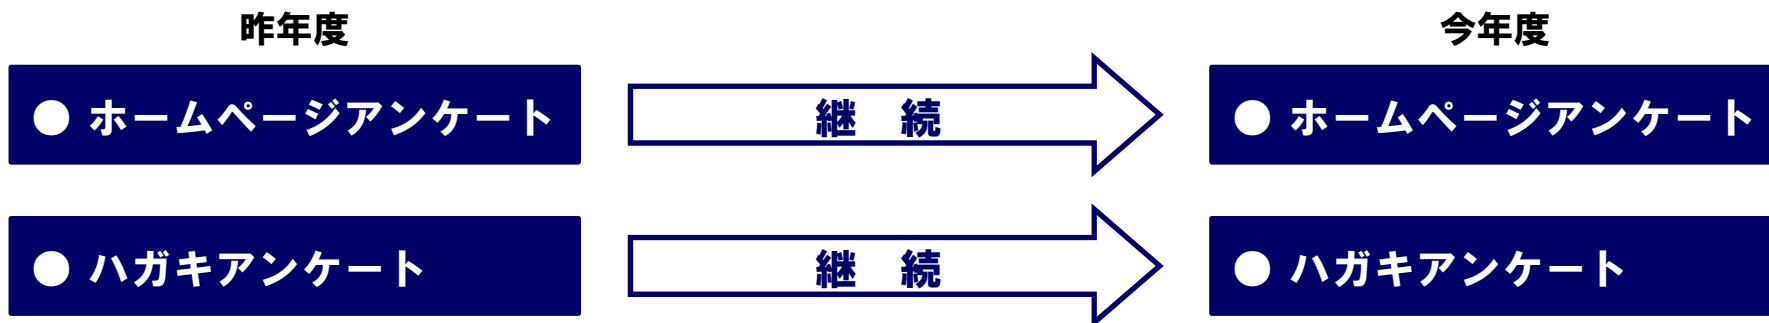 昨年度
今年度
● ホームページアンケート
継　続
● ホームページアンケート
● ハガキアンケート
継　続
● ハガキアンケート